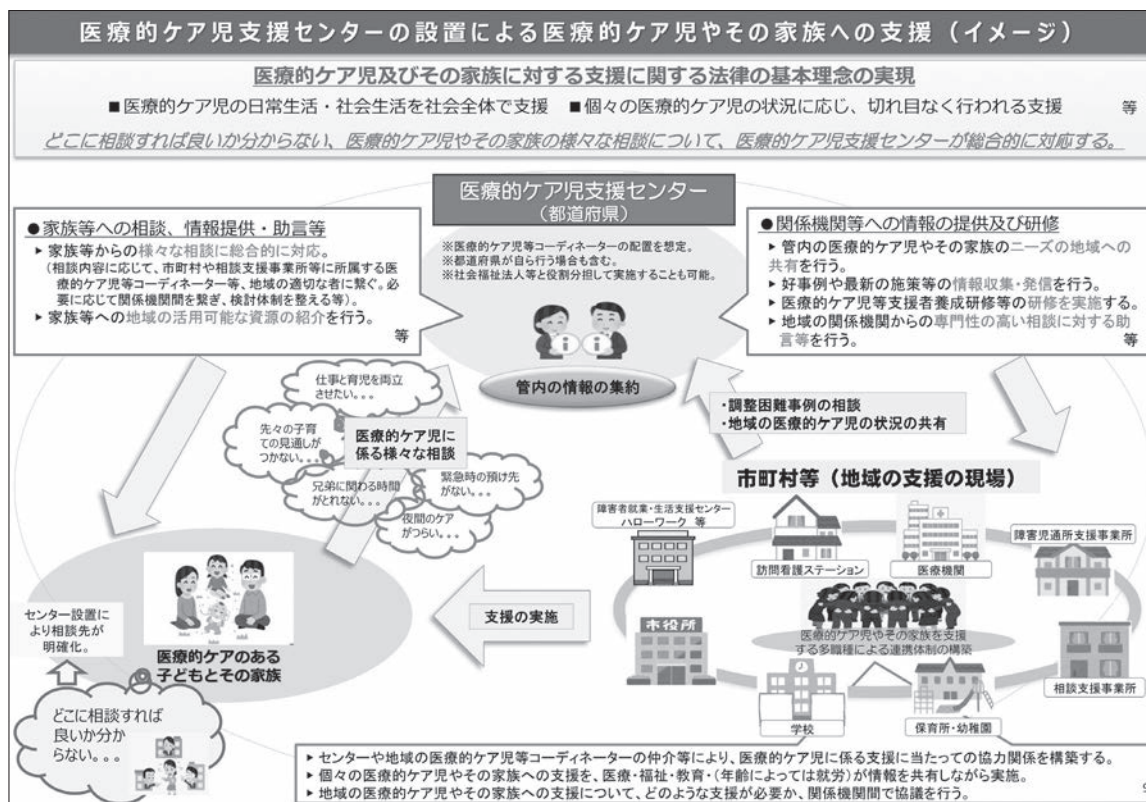 医療的ケア児支援センターの設置による医療的ケア児やその家族への支援（イメージ）
医療的ケア児及びその家族に対する支援に関する法律の基本理念の実現
■医療的ケア児の日常生活・社会生活を社会全体で支援 ■個々の医療的ケア児の状況に応じ、切れ目なく行われる支援 等
どこに相談すれば良いか分からない、医療的ケア児やその家族の様々な相談について、医療的ケア児支援センターが総合的に対応する。
医療的ケア児支援センター
（都道府県）
※医療的ケア児等コーディネーターの配置を想定。
※都道府県が自ら行う場合も含む。
※社会福祉法人等と役割分担して実施することも可能。
管内の情報の集約
●家族等への相談、情報提供・助言等
▶ 家族等からの様々な相談に総合的に対応。
（相談内容に応じて、市町村や相談支援事業所等に所属する医
療的ケア児等コーディネーター等、地域の適切な者に繋ぐ。必
要に応じて関係機関間を繋ぎ、検討体制を整える等）。
▶ 家族等への地域の活用可能な資源の紹介を行う。
等
●関係機関等への情報の提供及び研修
▶ 管内の医療的ケア児やその家族のニーズの地域への
共有を行う。
▶ 好事例や最新の施策等の情報収集・発信を行う。
▶ 医療的ケア児等支援者養成研修等の研修を実施する。
▶ 地域の関係機関からの専門性の高い相談に対する助
言等を行う。
等
仕事と育児を両立
させたい。。。
先々の子育
ての見通しが
つかない。。。
医療的ケア児に
係る様々な相談
兄弟に関わる時間
がとれない。。。
緊急時の預け先
がない。。。
夜間のケア
がつらい。。。
・調整困難事例の相談
・地域の医療的ケア児の状況の共有
市町村等（地域の支援の現場）
障害者就業・生活支援センター
ハローワーク 等
訪問看護ステーション
医療機関
障害児通所支援事業所
市役所
医療的ケア児やその家族を支援
する多職種による連携体制の構築
相談支援事業所
学校
保育所・幼稚園
支援の実施
医療的ケアのある
子どもとその家族
センター設置に
より相談先が
明確化。
どこに相談すれば
良いか分か
らない。。。
▶ センターや地域の医療的ケア児等コーディネーターの仲介等により、医療的ケア児に係る支援に当たっての協力関係を構築する。
▶ 個々の医療的ケア児やその家族への支援を、医療・福祉・教育・（年齢によっては就労）が情報を共有しながら実施。
▶ 地域の医療的ケア児やその家族への支援について、どのような支援が必要か、関係機関間で協議を行う。